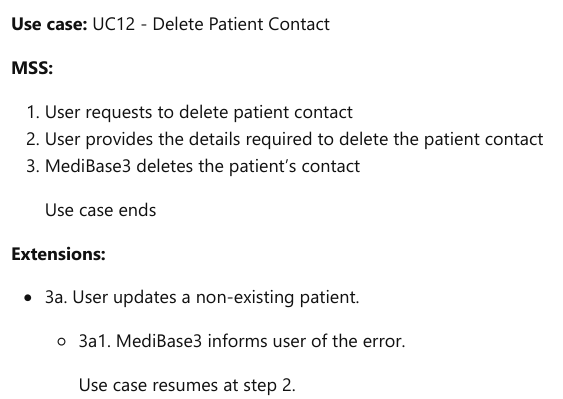 Use case: UC12 - Delete Patient Contact
MSS:
1. User requests to delete patient contact
2. User provides the details required to delete the patient contact
3. MediBase3 deletes the patient's contact
Use case ends
Extensions:
• 3a. User updates a non-existing patient.
◦ 3a1. MediBase3 informs user of the error.
Use case resumes at step 2.